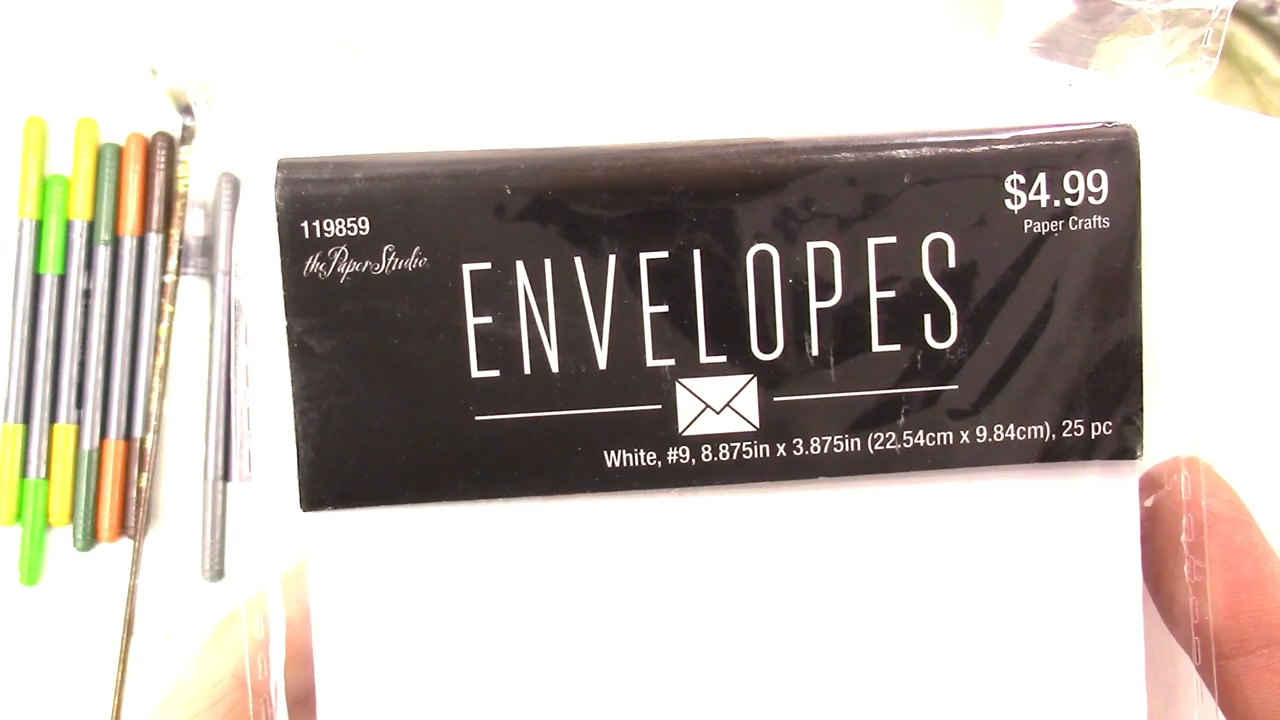 $4.99
Paper Crafts
119859
the Paper Studio
ENVELOPES
White, #9, 8.875in x 3.875in (22.54cm x 9.84cm), 25 pc